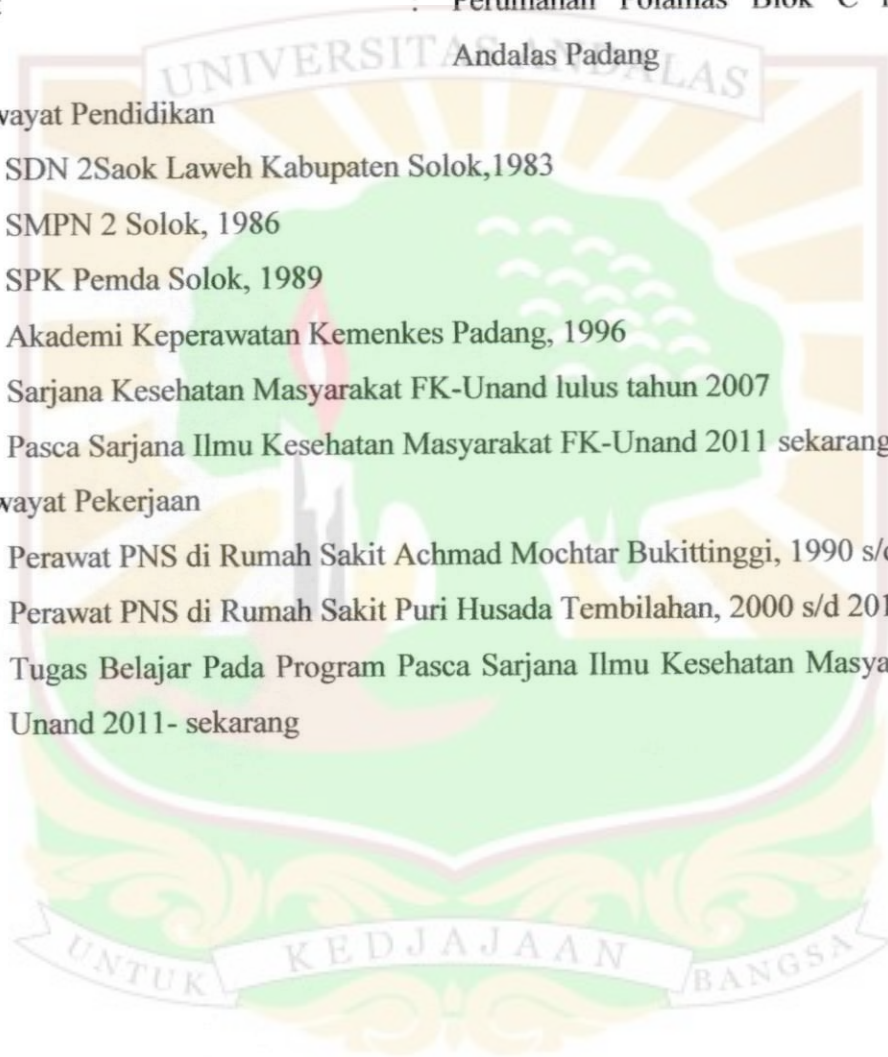 : Perumahan Polamas Blok C
Andalas Padang
UNIVERSITAS ANDALAS
wayat Pendidikan
SDN 2Saok Laweh Kabupaten Solok,1983
SMPN 2 Solok, 1986
SPK Pemda Solok, 1989
Akademi Keperawatan Kemenkes Padang, 1996
Sarjana Kesehatan Masyarakat FK-Unand lulus tahun 2007
Pasca Sarjana Ilmu Kesehatan Masyarakat FK-Unand 2011 sekarang
wayat Pekerjaan
Perawat PNS di Rumah Sakit Achmad Mochtar Bukittinggi, 1990 s/d
Perawat PNS di Rumah Sakit Puri Husada Tembilahan, 2000 s/d 201
Tugas Belajar Pada Program Pasca Sarjana Ilmu Kesehatan Masya
Unand 2011- sekarang
UNTUK KEDJAJAAN BANGSA